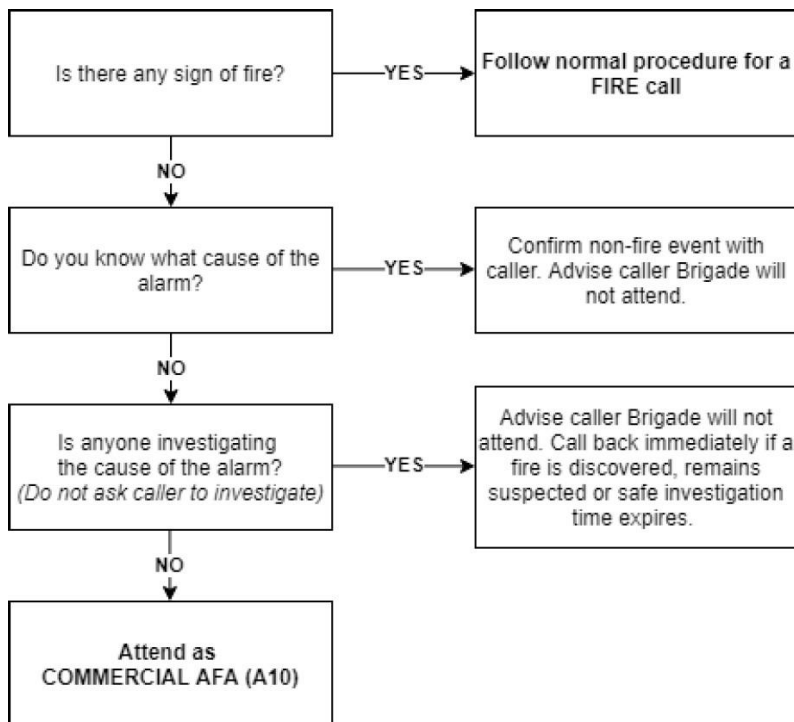 Is there any sign of fire?
YES
Follow normal procedure for a
FIRE call
NO
Do you know what cause of the
alarm?
YES
Confirm non-fire event with
caller. Advise caller Brigade will
not attend.
NO
Is anyone investigating
the cause of the alarm?
(Do not ask caller to investigate)
YES
Advise caller Brigade will not
attend. Call back immediately if a
fire is discovered, remains
suspected or safe investigation
time expires.
NO
Attend as
COMMERCIAL AFA (A10)